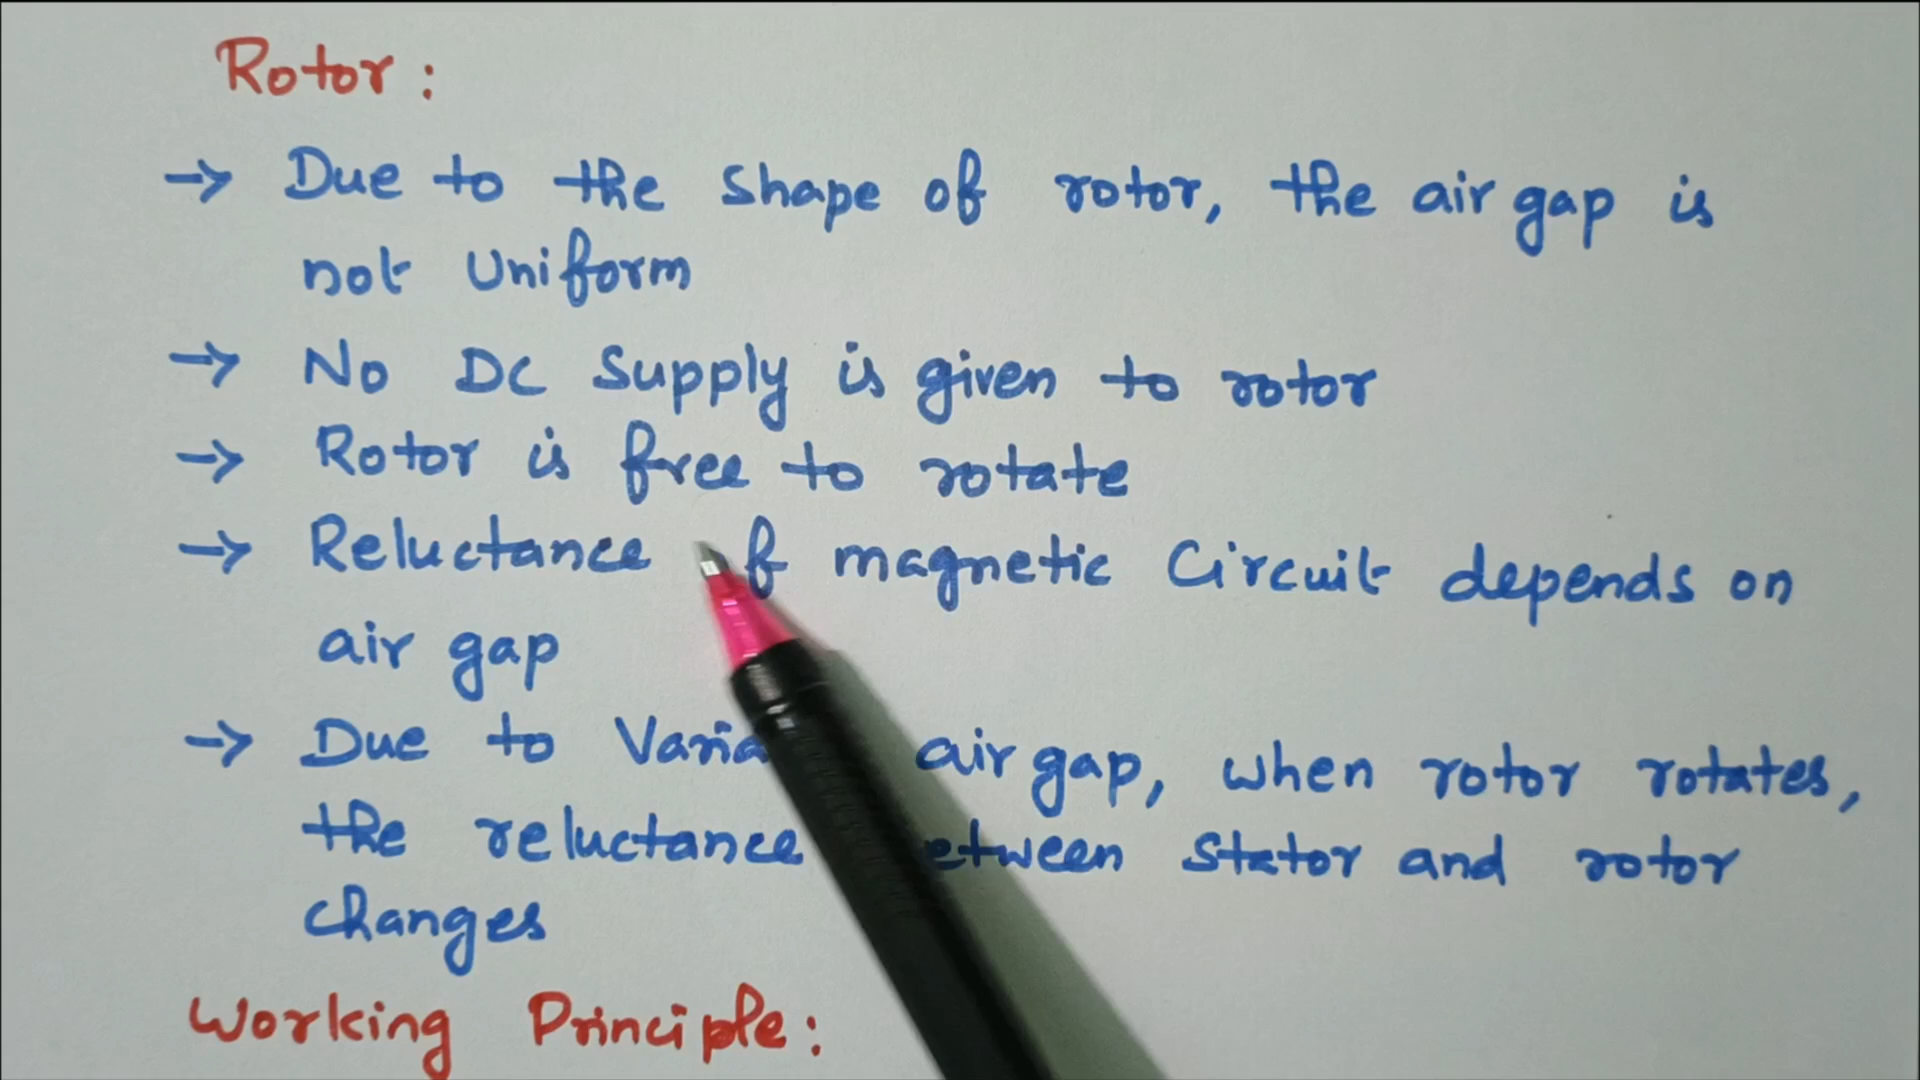 Rotor:
→ Due to the shape of rotor, the air gap is
not Uniform
→ No DC Supply is given to rotor
→ Rotor is free to rotate
→ Reluctance of magnetic Circuit depends on
air gap
→ Due to air gap, when rotor rotates,
the reluctance between stator and rotor
changes
Working Principle: